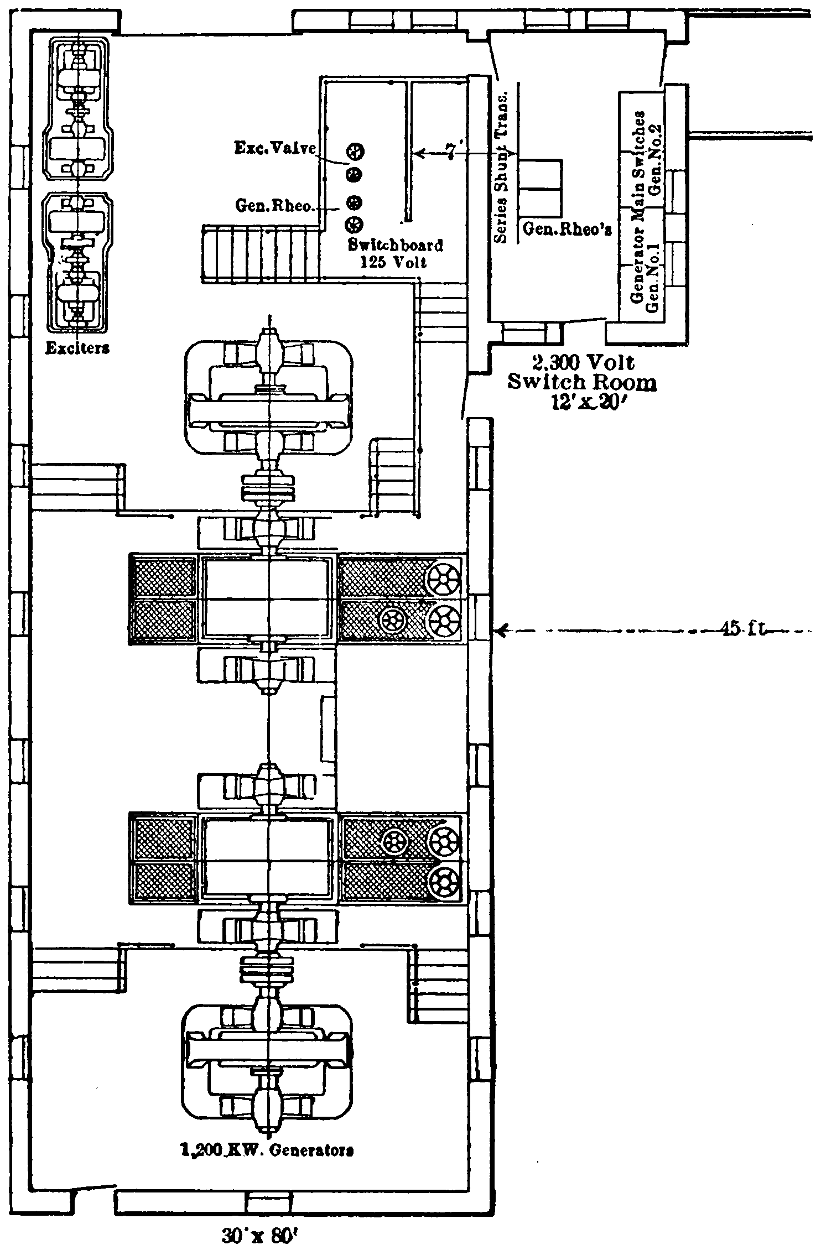 Exc. Valve
7'
Gen. Rheo.
Switchboard
125 Volt
Series Shunt Trans.
Gen. Rheo's
Generator Main Switches
Gen. No.1 Gen. No.2
Exciters
2,300 Volt
Switch Room
12' x 20'
45 ft
1,200 KW. Generators
30' x 80'